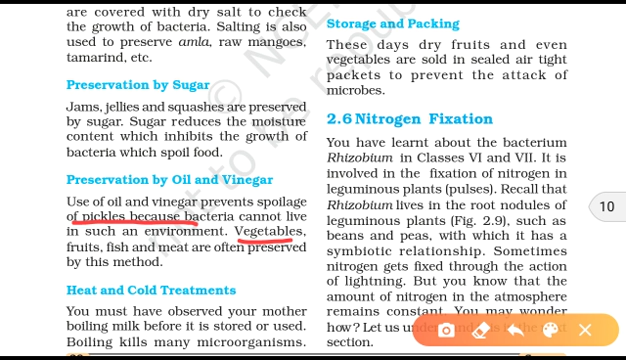 are covered with dry salt to check
the growth of bacteria. Salting is also
used to preserve amla, raw mangoes,
tamarind, etc.
Preservation by Sugar
Jams, jellies and squashes are preserved
by sugar. Sugar reduces the moisture
content which inhibits the growth of
bacteria which spoil food.
Preservation by Oil and Vinegar
Use of oil and vinegar prevents spoilage
of pickles because bacteria cannot live
in such an environment. Vegetables,
fruits, fish and meat are often preserved
by this method.
Heat and Cold Treatments
You must have observed your mother
boiling milk before it is stored or used.
Boiling kills many microorganisms.
Storage and Packing
These days dry fruits and even
vegetables are sold in sealed air tight
packets to prevent the attack of
microbes.
2.6 Nitrogen Fixation
You have learnt about the bacterium
Rhizobium in Classes VI and VII. It is
involved in the fixation of nitrogen in
leguminous plants (pulses). Recall that
Rhizobium lives in the root nodules of
leguminous plants (Fig. 2.9), such as
beans and peas, with which it has a
symbiotic relationship. Sometimes
nitrogen gets fixed through the action
of lightning. But you know that the
amount of nitrogen in the atmosphere
remains constant. You may wonder
how? Let us
section.
10